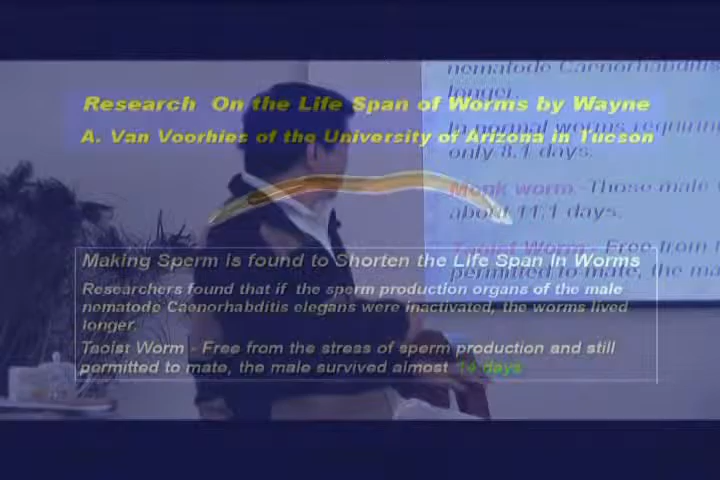 Research On the Life Span of Worms by Wayne
A. Van Voorhies of the University of Arizona in Tucson
Making Sperm is found to Shorten the Life Span In Worms
Researchers found that if the sperm production organs of the male
nematode Caenorhabditis elegans were inactivated, the worms lived
longer.
Taoist Worm - Free from the stress of sperm production and still
permitted to mate, the male survived almost 14 days
nematode Caenorhabditis
longer.
In normal worms requirin
only 8.1 days.
Monk worm - Those male
about 11.1 days.
Taoist Worm - Free from t
permitted to mate, the ma